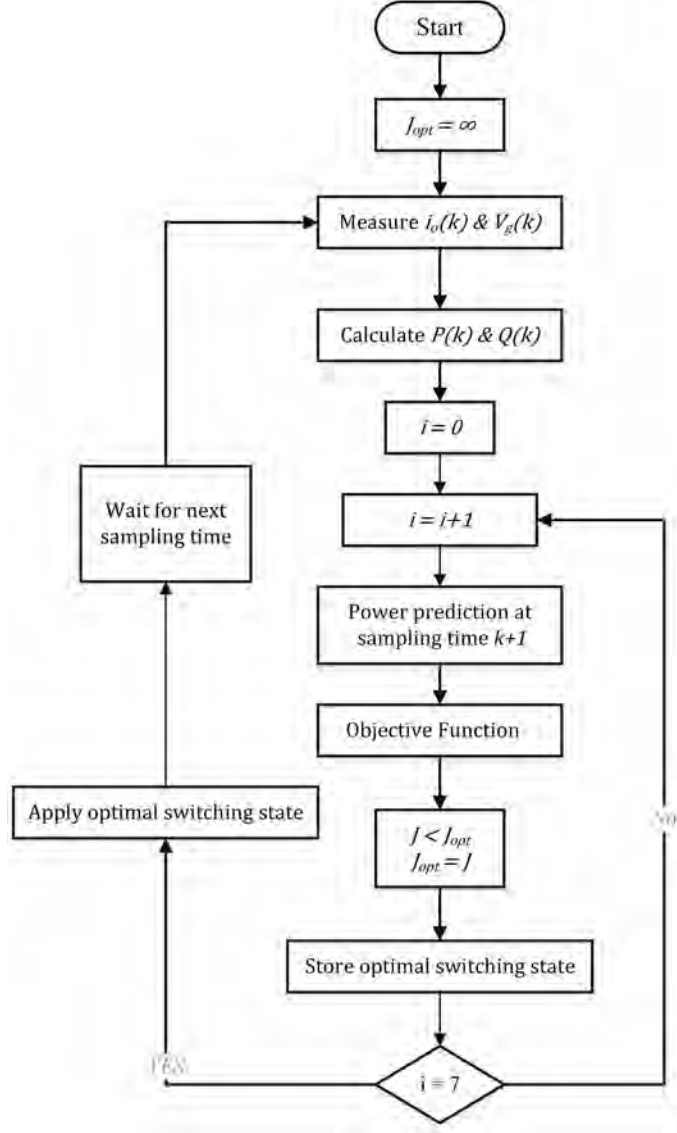 Start
J_opt = ∞
Measure i_o(k) & V_g(k)
Calculate P(k) & Q(k)
i = 0
i = i+1
Wait for next
sampling time
Power prediction at
sampling time k+1
Objective Function
Apply optimal switching state
J < J_opt
J_opt = J
NO
Store optimal switching state
YES
i = 7